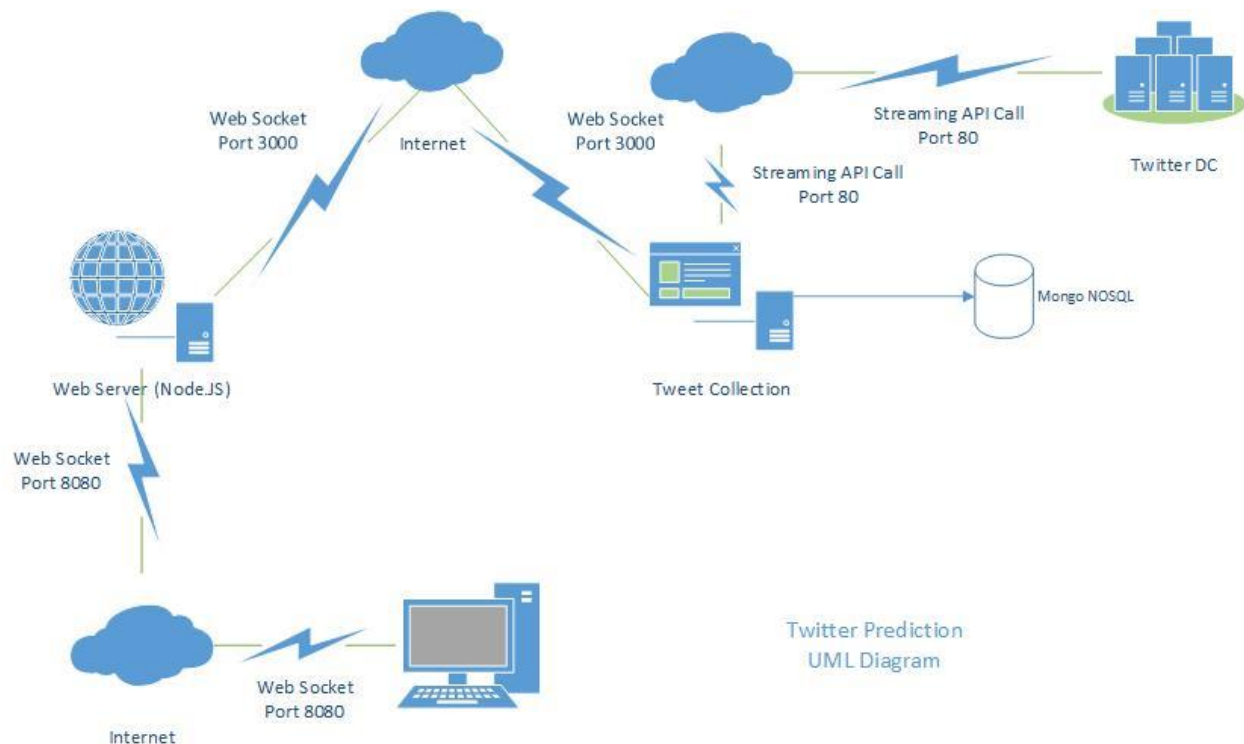 Web Socket
Port 3000
Internet
Web Socket
Port 3000
Streaming API Call
Port 80
Streaming API Call
Port 80
Twitter DC
Mongo NOSQL
Web Server (Node.JS)
Tweet Collection
Web Socket
Port 8080
Internet
Web Socket
Port 8080
Twitter Prediction
UML Diagram